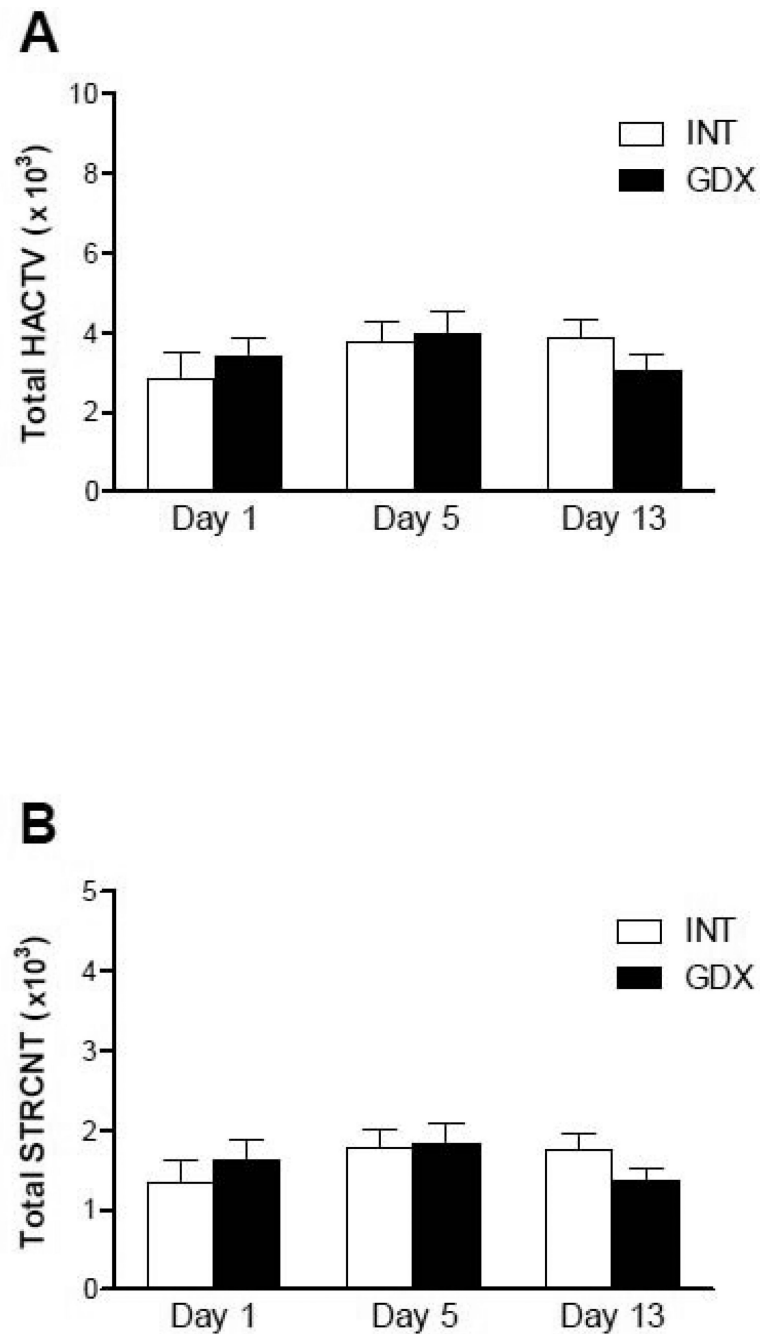 A
Total HACTV (x 10³)
10
8
6
4
2
0
INT
GDX
Day 1
Day 5
Day 13
B
Total STRCNT (x10³)
5
4
3
2
1
0
INT
GDX
Day 1
Day 5
Day 13